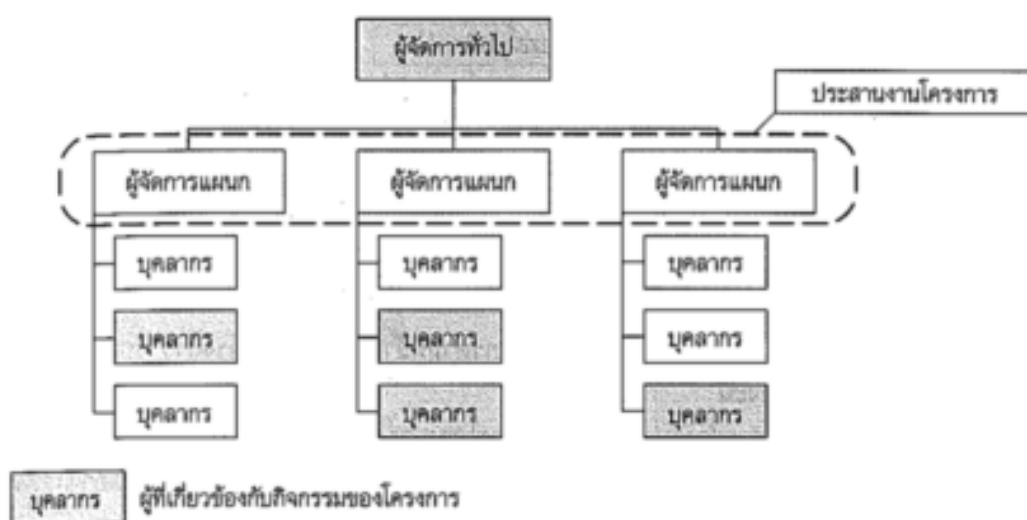 ผู้จัดการทั่วไป
ประสานงานโครงการ
ผู้จัดการแผนก
ผู้จัดการแผนก
ผู้จัดการแผนก
บุคลากร
บุคลากร
บุคลากร
บุคลากร
บุคลากร
บุคลากร
บุคลากร
บุคลากร
บุคลากร
บุคลากร ผู้ที่เกี่ยวข้องกับกิจกรรมของโครงการ